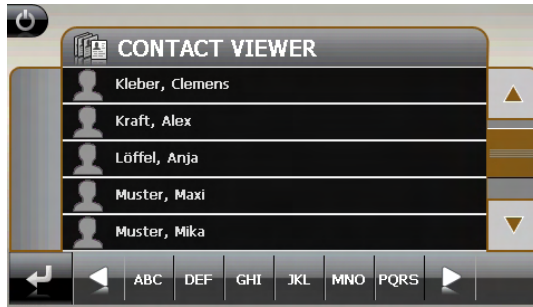 CONTACT VIEWER
Kleber, Clemens
Kraft, Alex
Löffel, Anja
Muster, Maxi
Muster, Mika
ABC DEF GHI JKL MNO PQRS